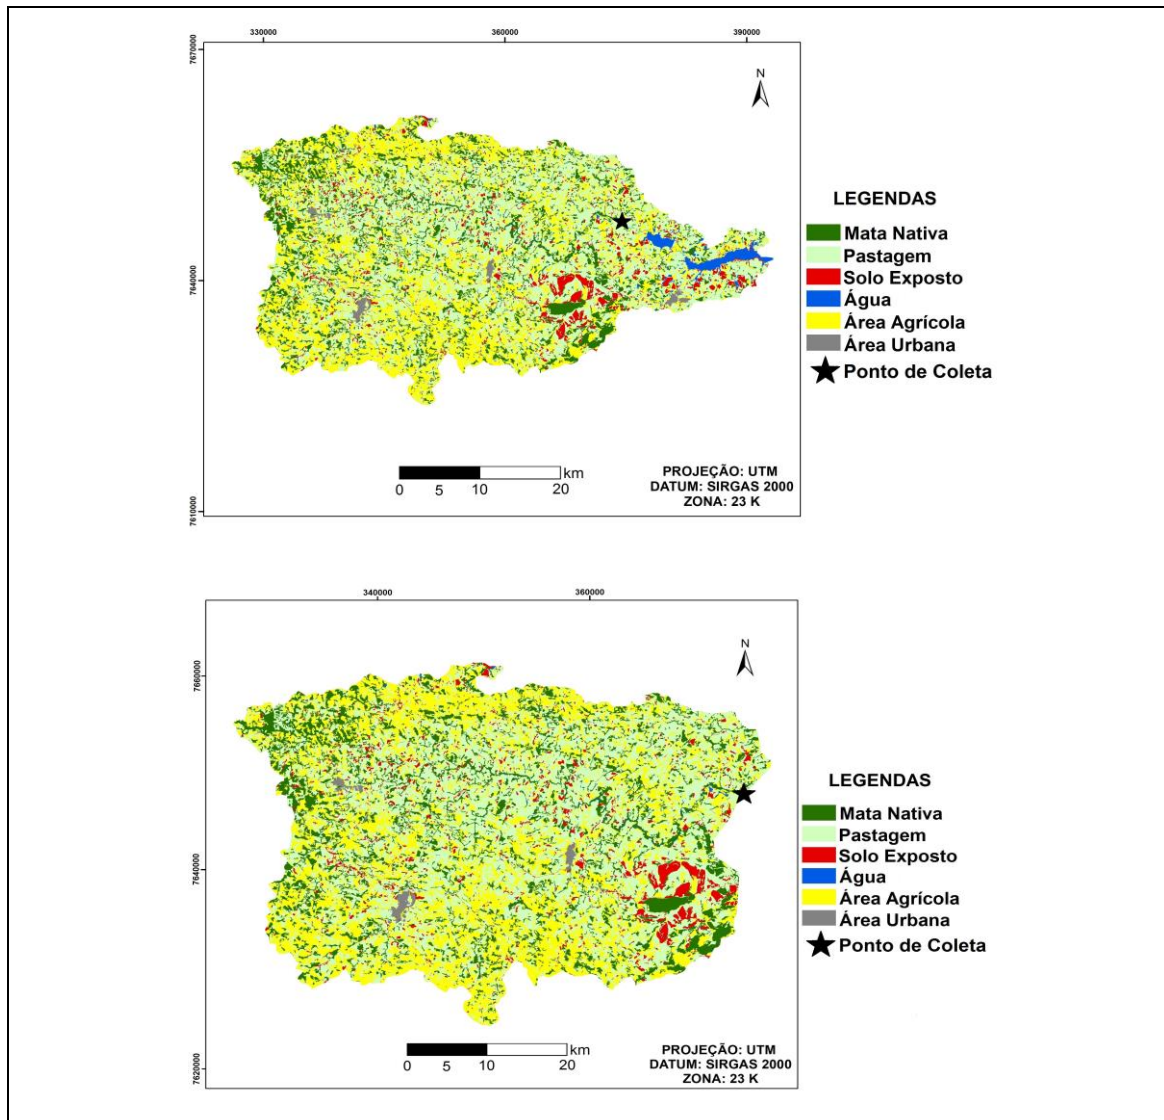 330000
360000
390000
7670000
N
LEGENDAS
Mata Nativa
Pastagem
Solo Exposto
Água
Área Agrícola
Área Urbana
Ponto de Coleta
7640000
km
0 5 10 20
PROJEÇÃO: UTM
DATUM: SIRGAS 2000
ZONA: 23 K
7610000
340000
360000
7660000
N
LEGENDAS
Mata Nativa
Pastagem
Solo Exposto
Água
Área Agrícola
Área Urbana
Ponto de Coleta
7640000
km
0 5 10 20
PROJEÇÃO: UTM
DATUM: SIRGAS 2000
ZONA: 23 K
7620000